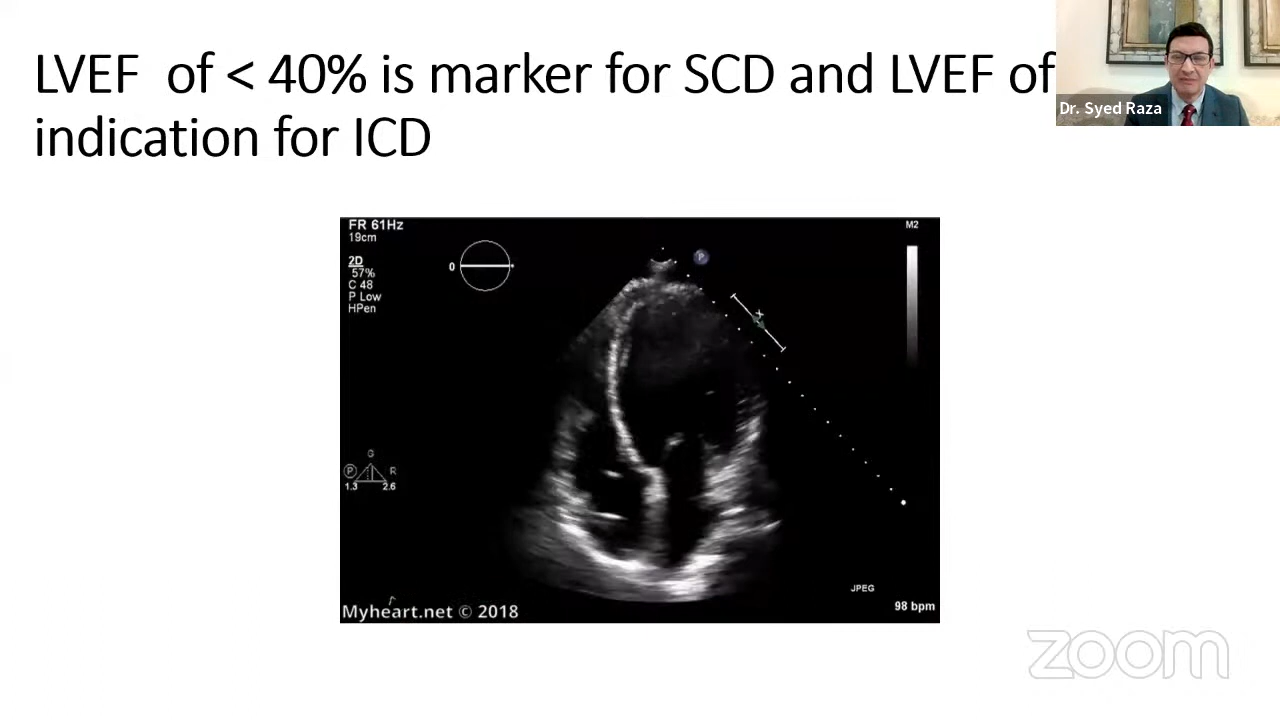 LVEF of < 40% is marker for SCD and LVEF of
indication for ICD
Dr. Syed Raza
FR 61Hz
19cm
2D
57%
C 48
P Low
HPen
0
P
M2
x
G
P R
1.3 2.6
JPEG
98 bpm
Myheart.net © 2018
zoom